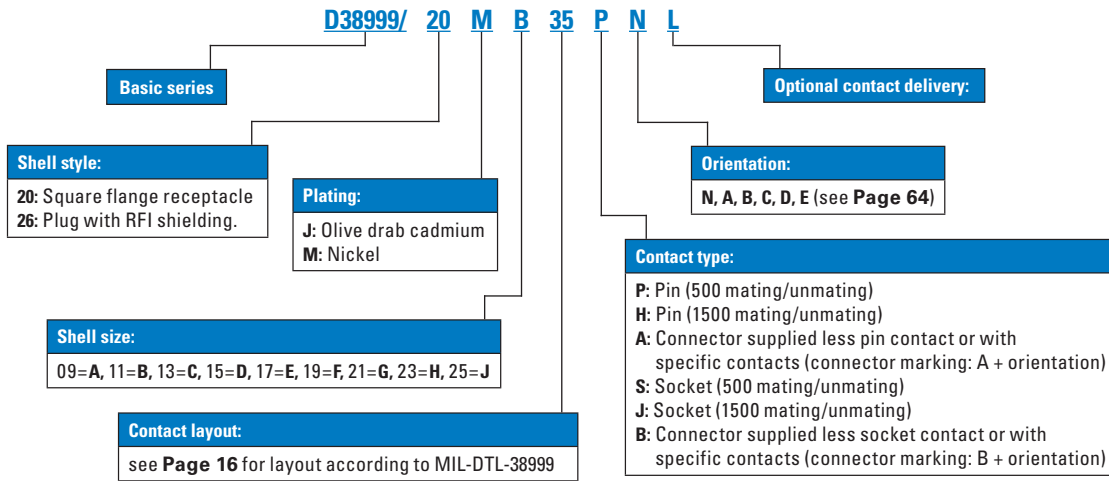 D38999/ 20 M B 35 P N L
Basic series
Optional contact delivery:
Shell style:
20: Square flange receptacle
26: Plug with RFI shielding.
Plating:
J: Olive drab cadmium
M: Nickel
Orientation:
N, A, B, C, D, E (see Page 64)
Shell size:
09=A, 11=B, 13=C, 15=D, 17=E, 19=F, 21=G, 23=H, 25=J
Contact type:
P: Pin (500 mating/unmating)
H: Pin (1500 mating/unmating)
A: Connector supplied less pin contact or with
specific contacts (connector marking: A + orientation)
S: Socket (500 mating/unmating)
J: Socket (1500 mating/unmating)
B: Connector supplied less socket contact or with
specific contacts (connector marking: B + orientation)
Contact layout:
see Page 16 for layout according to MIL-DTL-38999